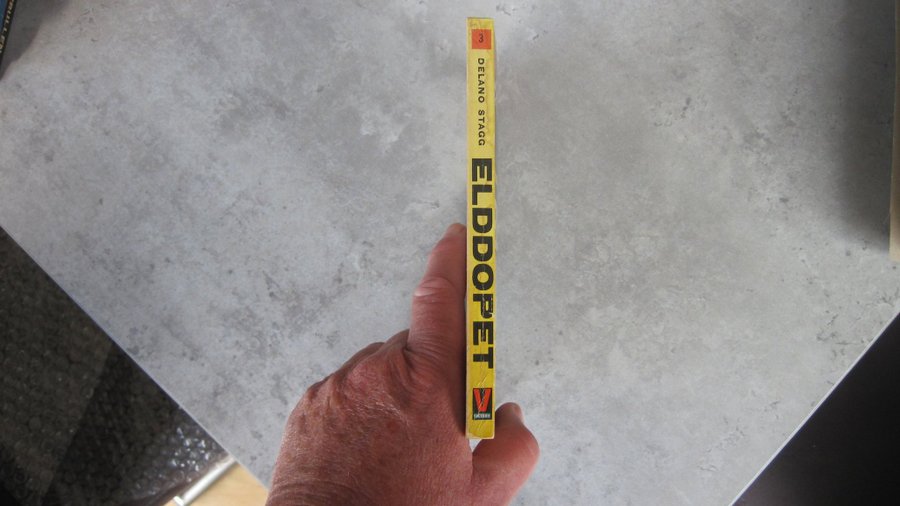 3
DELANO STAGG
ELDDOPET
V